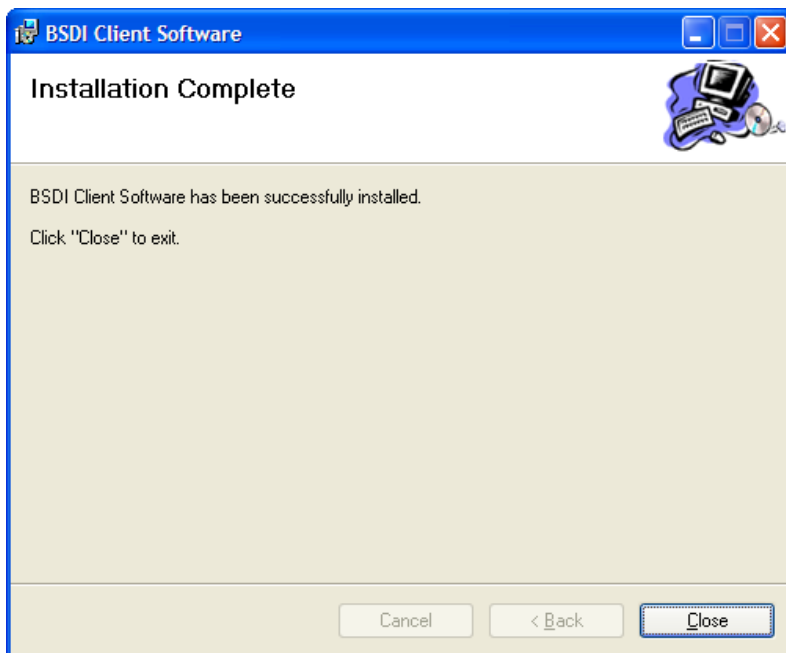 BSDI Client Software
Installation Complete
BSDI Client Software has been successfully installed.
Click "Close" to exit.
Cancel
< Back
Close